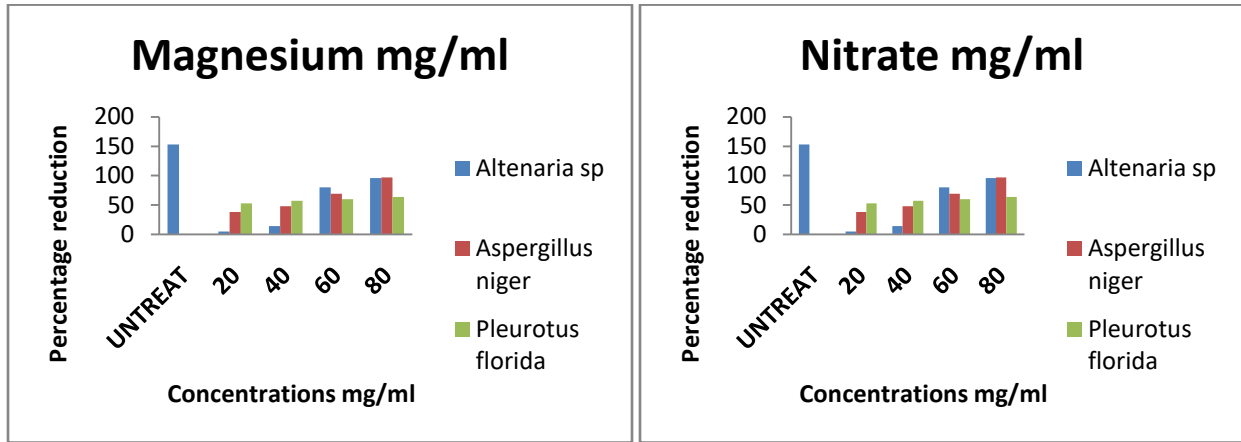 Magnesium mg/ml
Percentage reduction
200
150
100
50
0
UNTREAT
20
40
60
80
Concentrations mg/ml
Altenaria sp
Aspergillus
niger
Pleurotus
florida
Nitrate mg/ml
Percentage reduction
200
150
100
50
0
UNTREAT
20
40
60
80
Concentrations mg/ml
Altenaria sp
Aspergillus
niger
Pleurotus
florida